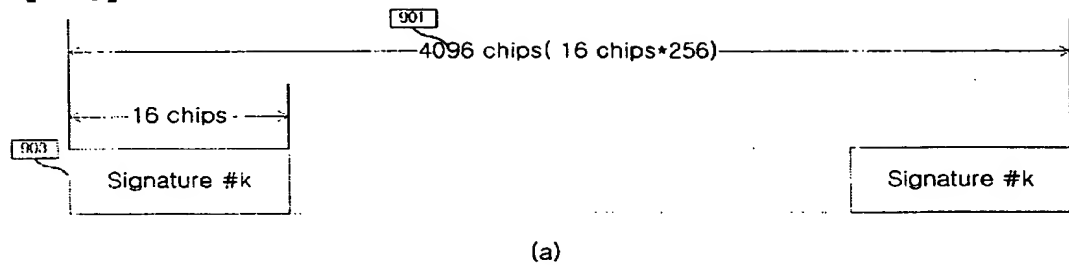 901
4096 chips( 16 chips*256)
16 chips
903
Signature #k
Signature #k
(a)